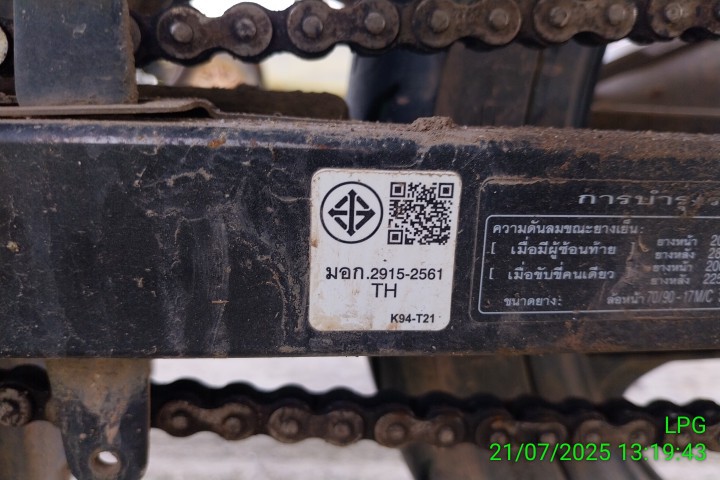 มอก.2915-2561
TH
K94-T21
การบำรุง
ความดันลมขณะยางเย็น:
[ เมื่อมีผู้ซ้อนท้าย ยางหน้า
ยางหลัง
[ เมื่อขับขี่คนเดียว ยางหน้า
ยางหลัง
ขนาดยาง: ล้อหน้า 70/90-17M/C
LPG
21/07/2025 13:19:43